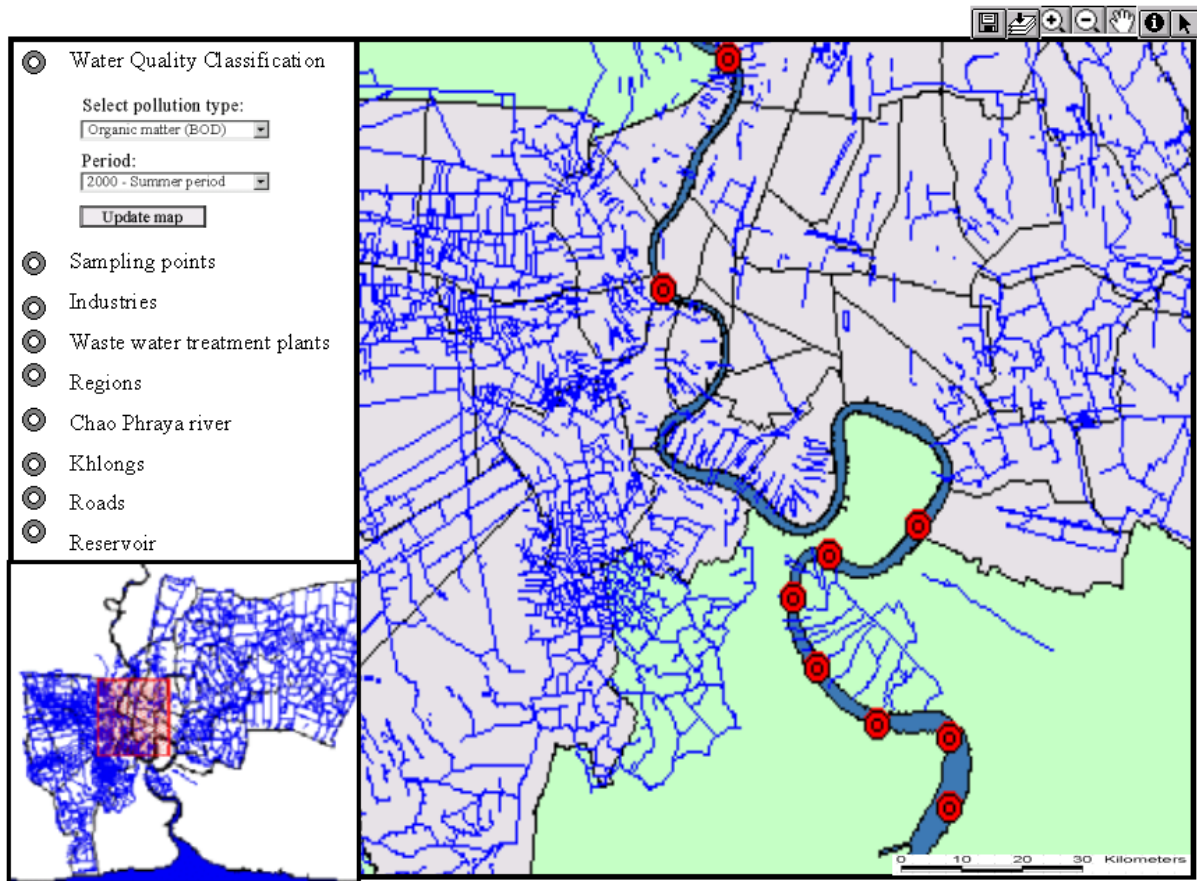 Water Quality Classification
Select pollution type:
Organic matter (BOD)
Period:
2000 - Summer period
Update map
Sampling points
Industries
Waste water treatment plants
Regions
Chao Phraya river
Khlongs
Roads
Reservoir
0 10 20 30 Kilometers